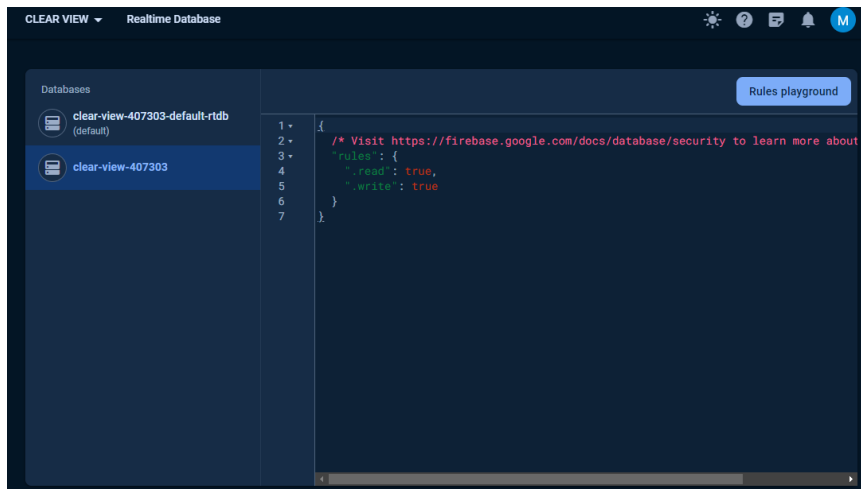 CLEAR VIEW Realtime Database M
Databases
clear-view-407303-default-rtdb
(default)
clear-view-407303
Rules playground
1 {
2 /* Visit https://firebase.google.com/docs/database/security to learn more about
3 "rules": {
4 ".read": true,
5 ".write": true
6 }
7 }